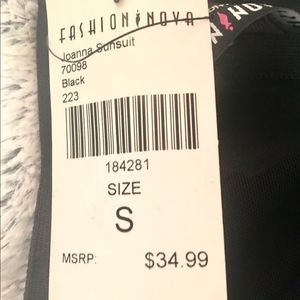 FASHION NOVA
Joanna Sunsuit
70098
Black
223
184281
SIZE
S
MSRP: $34.99